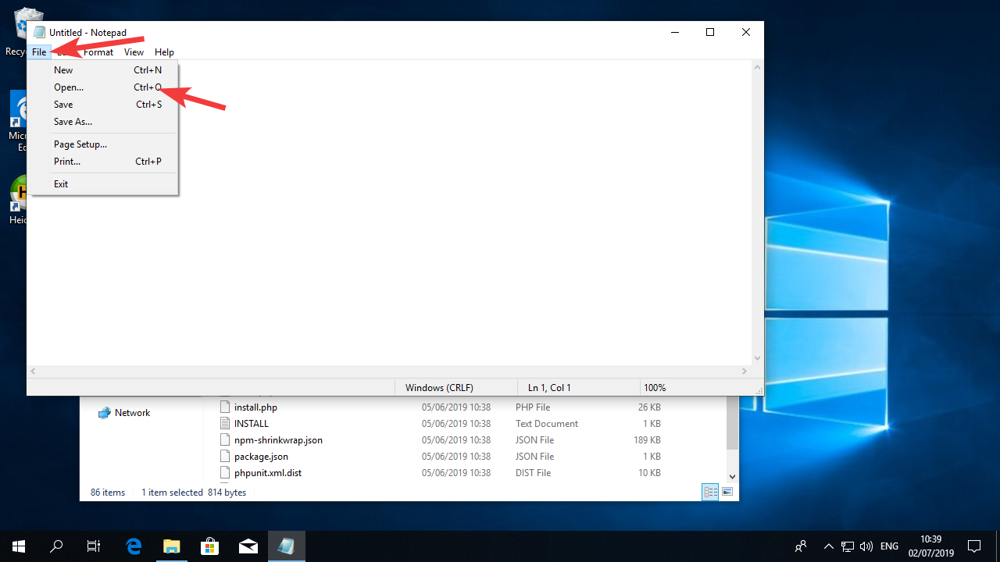 Untitled - Notepad
File Format View Help
New Ctrl+N
Open... Ctrl+O
Save Ctrl+S
Save As...
Page Setup...
Print... Ctrl+P
Exit
Windows (CRLF) Ln 1, Col 1 100%
Network
install.php 05/06/2019 10:38 PHP File 26 KB
INSTALL 05/06/2019 10:38 Text Document 1 KB
npm-shrinkwrap.json 05/06/2019 10:38 JSON File 189 KB
package.json 05/06/2019 10:38 JSON File 1 KB
phpunit.xml.dist 05/06/2019 10:38 DIST File 10 KB
86 items 1 item selected 814 bytes
ENG
10:39
02/07/2019